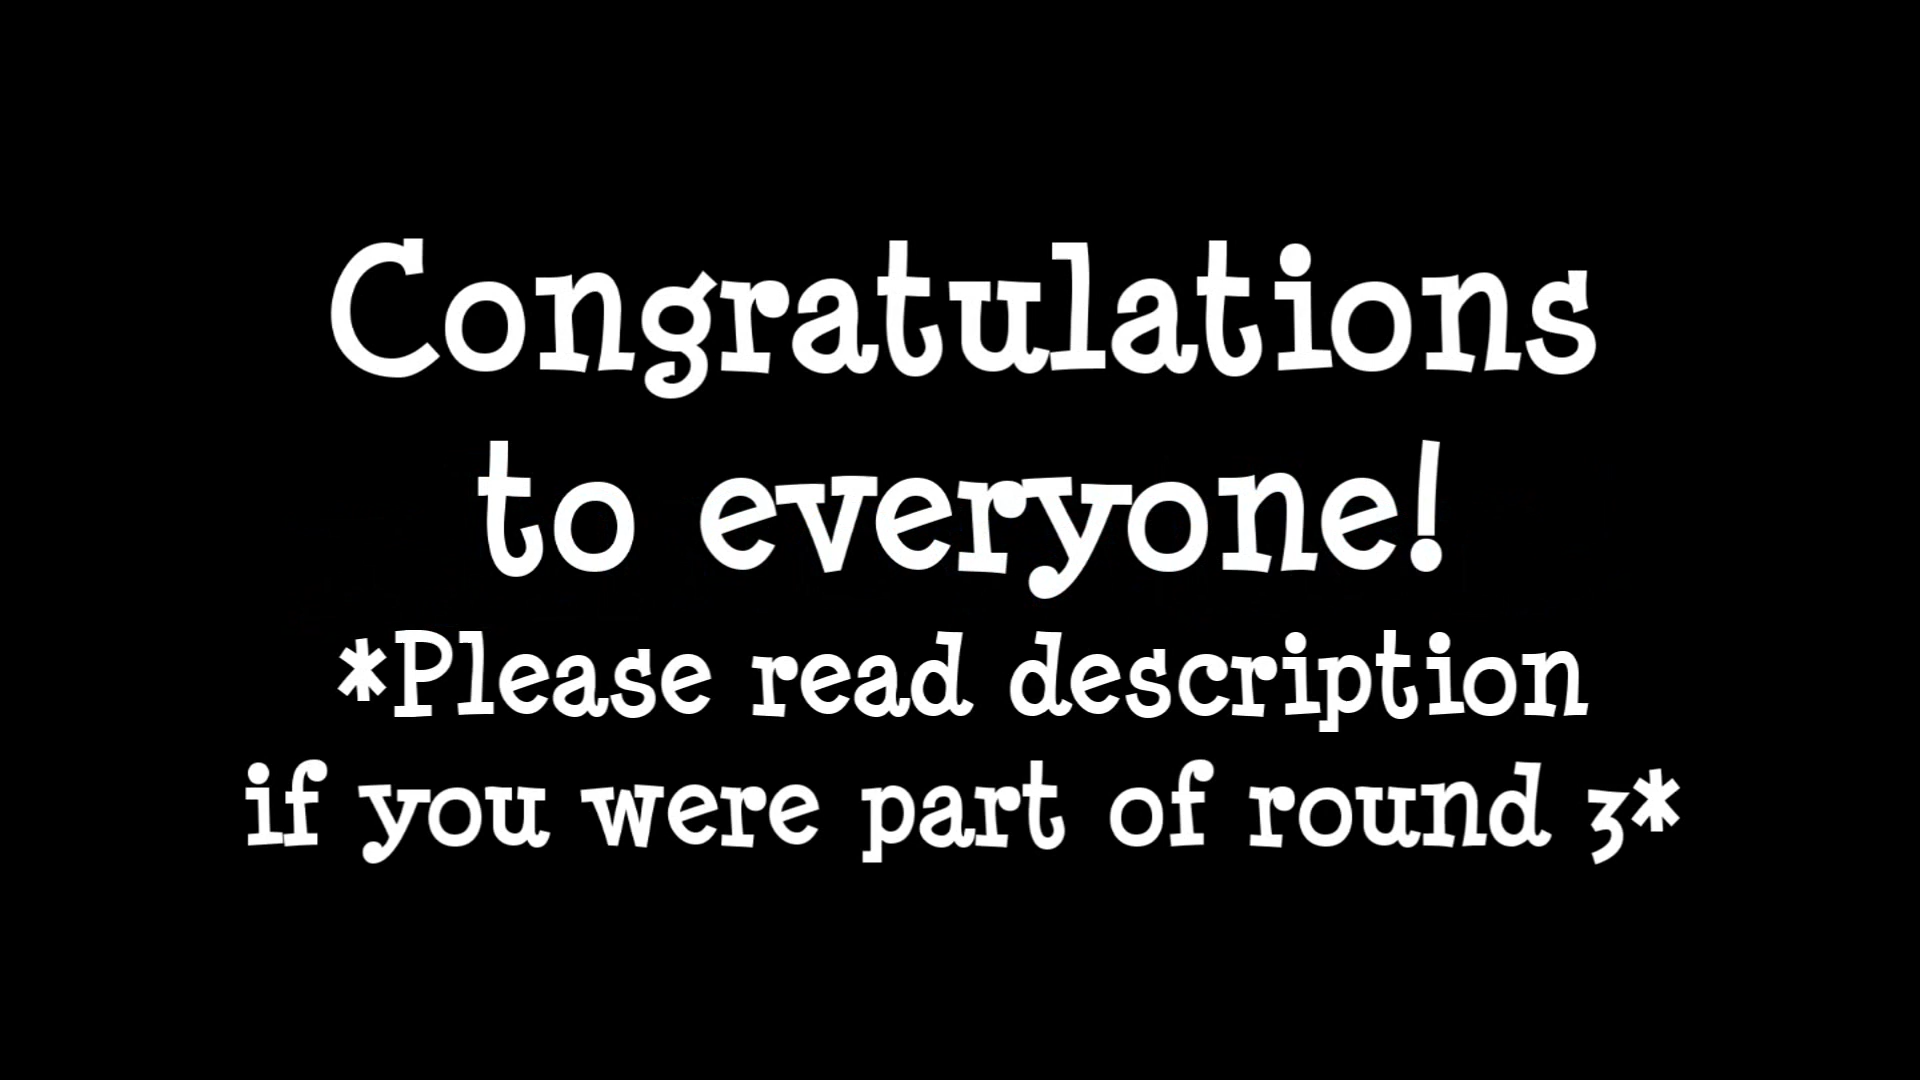 Congratulations
to everyone!
*Please read description
if you were part of round 3*